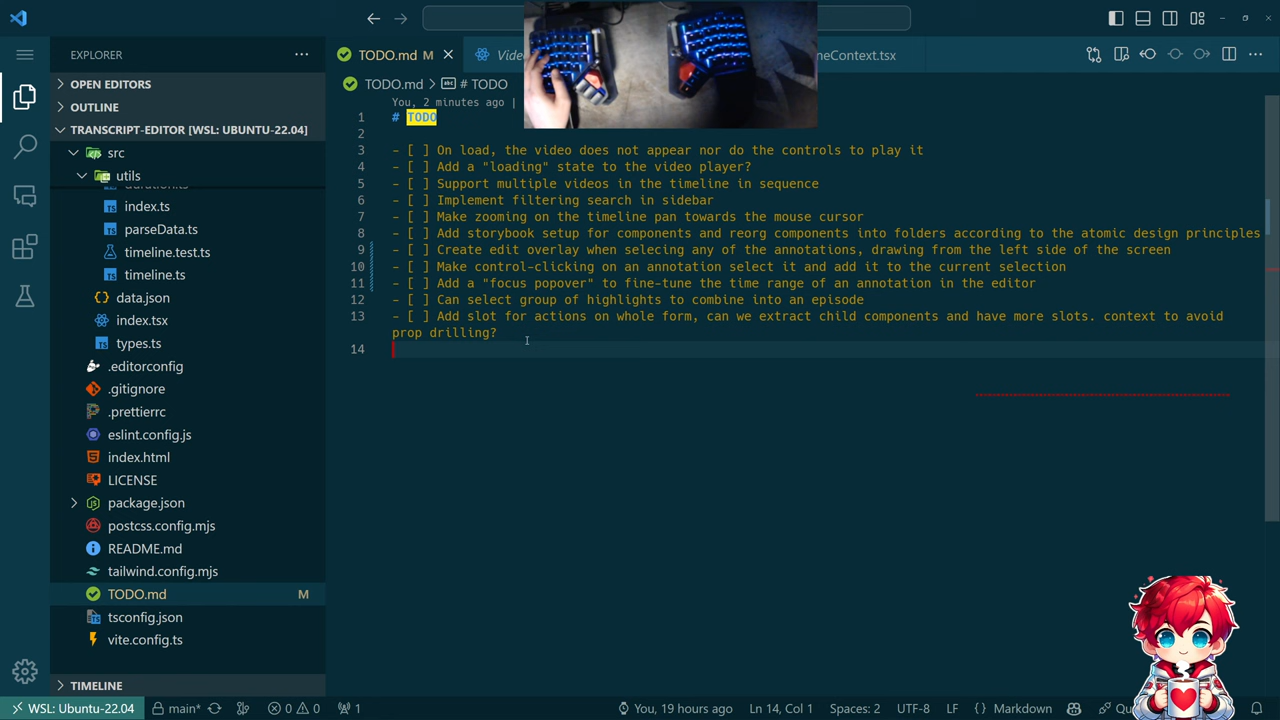 EXPLORER
OPEN EDITORS
OUTLINE
TRANSCRIPT-EDITOR [WSL: UBUNTU-22.04]
src
utils
index.ts
parseData.ts
timeline.test.ts
timeline.ts
data.json
index.tsx
types.ts
.editorconfig
.gitignore
.prettierrc
eslint.config.js
index.html
LICENSE
package.json
postcss.config.mjs
README.md
tailwind.config.mjs
TODO.md M
tsconfig.json
vite.config.ts
TIMELINE
TODO.md M
TODO.md > # TODO
You, 2 minutes ago |
1 # TODO
2
3 - [ ] On load, the video does not appear nor do the controls to play it
4 - [ ] Add a "loading" state to the video player?
5 - [ ] Support multiple videos in the timeline in sequence
6 - [ ] Implement filtering search in sidebar
7 - [ ] Make zooming on the timeline pan towards the mouse cursor
8 - [ ] Add storybook setup for components and reorg components into folders according to the atomic design principles
9 - [ ] Create edit overlay when selecing any of the annotations, drawing from the left side of the screen
10 - [ ] Make control-clicking on an annotation select it and add it to the current selection
11 - [ ] Add a "focus popover" to fine-tune the time range of an annotation in the editor
12 - [ ] Can select group of highlights to combine into an episode
13 - [ ] Add slot for actions on whole form, can we extract child components and have more slots. context to avoid
prop drilling?
14
WSL: Ubuntu-22.04 main* 0 0 1 You, 19 hours ago Ln 14, Col 1 Spaces: 2 UTF-8 LF Markdown